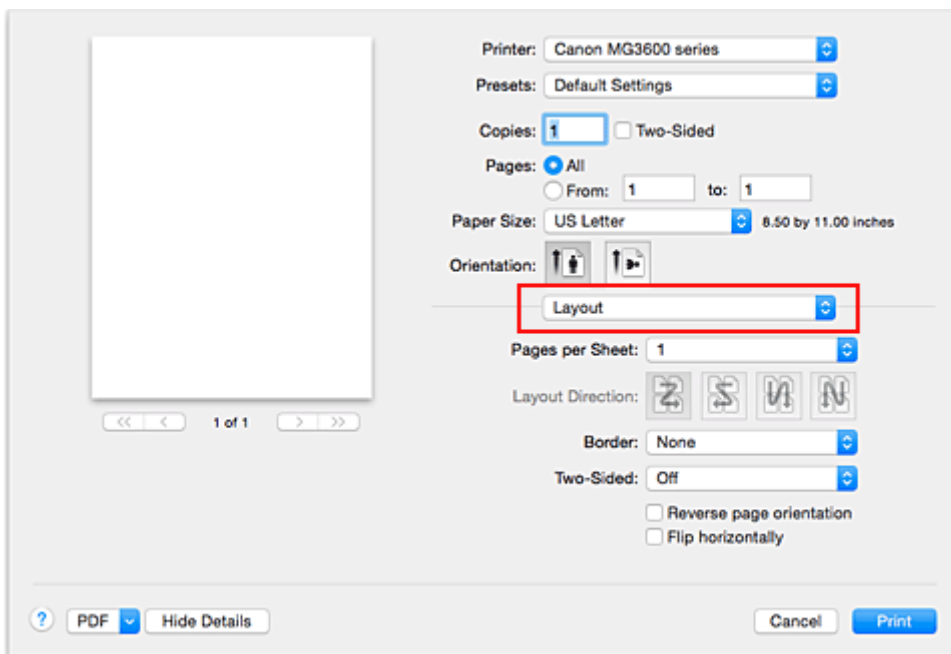 Printer: Canon MG3600 series
Presets: Default Settings
Copies: 1 Two-Sided
Pages: All
From: 1 to: 1
Paper Size: US Letter 8.50 by 11.00 inches
Orientation:
Layout
Pages per Sheet: 1
Layout Direction:
Border: None
Two-Sided: Off
Reverse page orientation
Flip horizontally
1 of 1
? PDF Hide Details Cancel Print